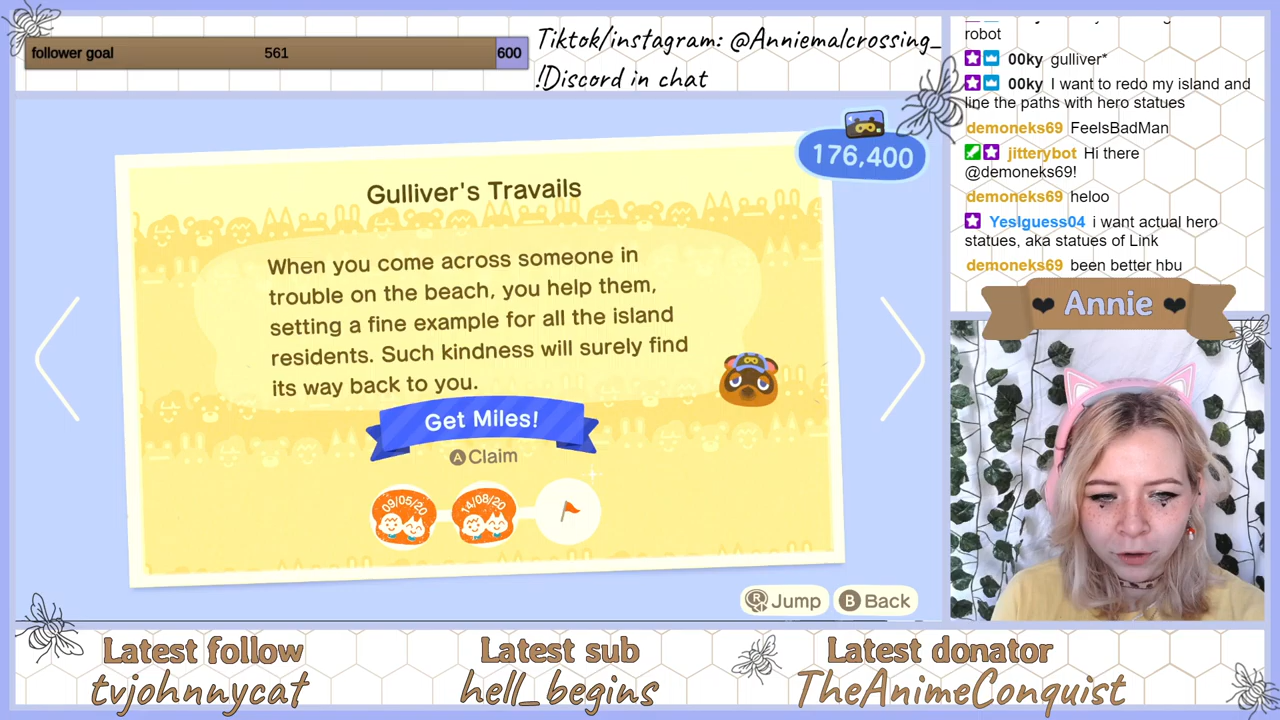 follower goal 561 600
Tiktok/instagram: @Anniemalcrossing_
!Discord in chat
176,400
Gulliver's Travails
When you come across someone in
trouble on the beach, you help them,
setting a fine example for all the island
residents. Such kindness will surely find
its way back to you.
Get Miles!
A Claim
09/05/20 14/08/20
R Jump B Back
robot
00ky gulliver*
00ky I want to redo my island and
line the paths with hero statues
demoneks69 FeelsBadMan
jitterybot Hi there
@demoneks69!
demoneks69 heloo
YesIguess04 i want actual hero
statues, aka statues of Link
demoneks69 been better hbu
Annie
Latest follow
tvjohnnycat
Latest sub
hell_begins
Latest donator
TheAnimeConquist